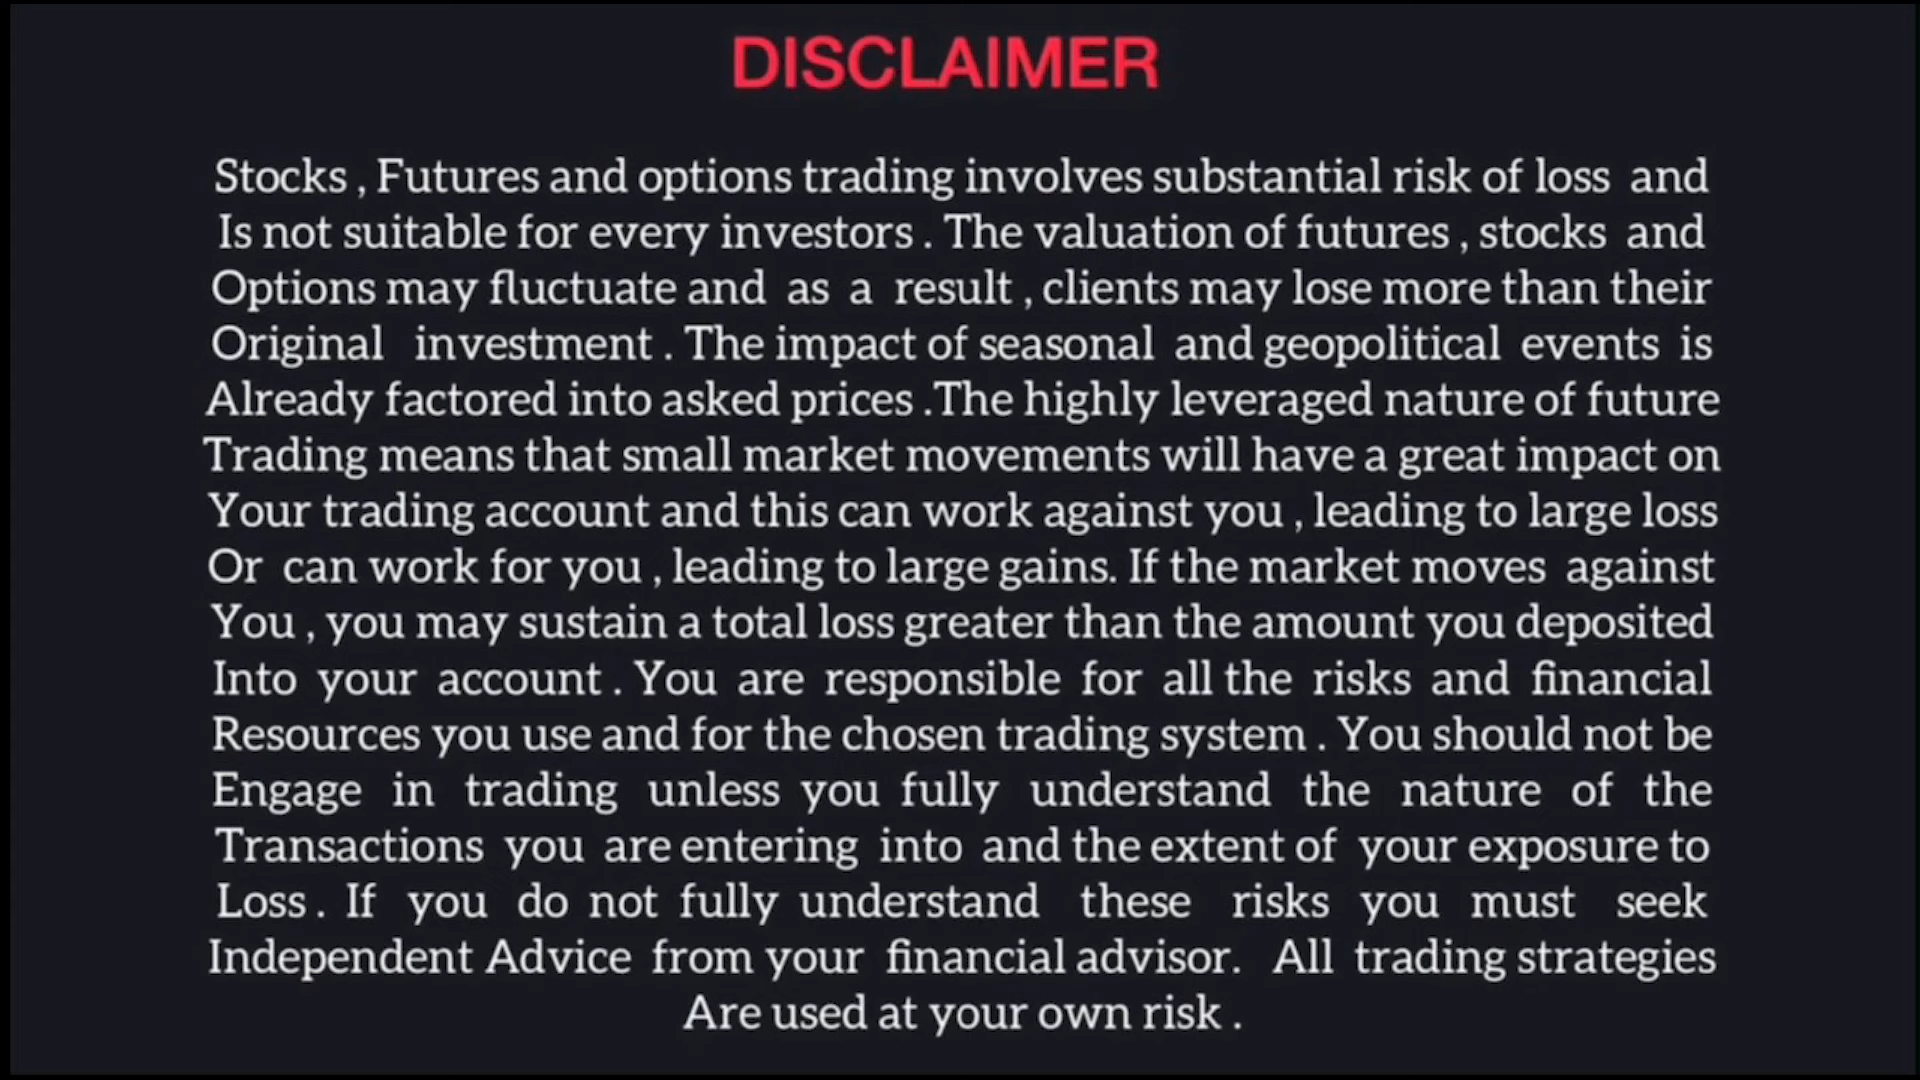 DISCLAIMER
Stocks , Futures and options trading involves substantial risk of loss and
Is not suitable for every investors . The valuation of futures , stocks and
Options may fluctuate and as a result , clients may lose more than their
Original investment . The impact of seasonal and geopolitical events is
Already factored into asked prices .The highly leveraged nature of future
Trading means that small market movements will have a great impact on
Your trading account and this can work against you , leading to large loss
Or can work for you , leading to large gains. If the market moves against
You , you may sustain a total loss greater than the amount you deposited
Into your account . You are responsible for all the risks and financial
Resources you use and for the chosen trading system . You should not be
Engage in trading unless you fully understand the nature of the
Transactions you are entering into and the extent of your exposure to
Loss . If you do not fully understand these risks you must seek
Independent Advice from your financial advisor. All trading strategies
Are used at your own risk .